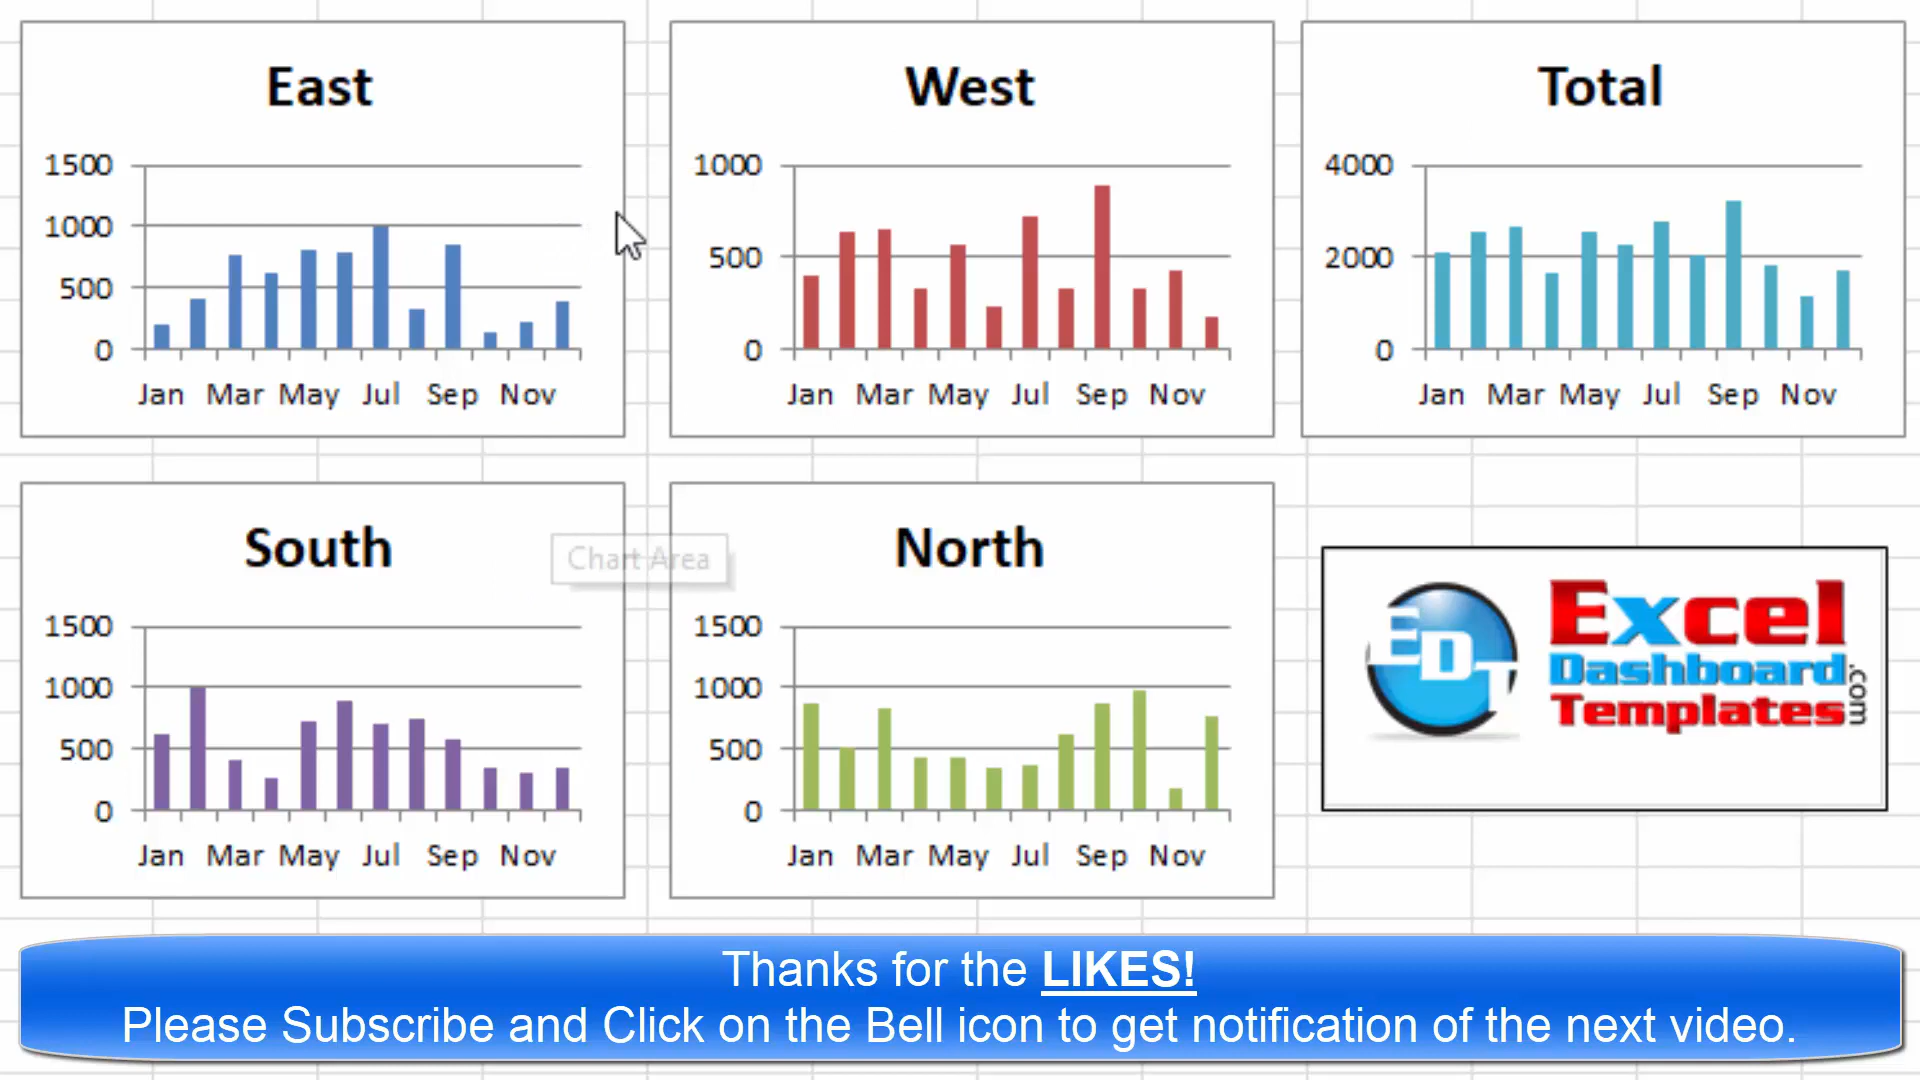 East
1500
1000
500
0
Jan Mar May Jul Sep Nov
West
1000
500
0
Jan Mar May Jul Sep Nov
Total
4000
2000
0
Jan Mar May Jul Sep Nov
South
1500
1000
500
0
Jan Mar May Jul Sep Nov
Chart Area
North
1500
1000
500
0
Jan Mar May Jul Sep Nov
EDT
Excel
Dashboard
Templates
.com
Thanks for the LIKES!
Please Subscribe and Click on the Bell icon to get notification of the next video.